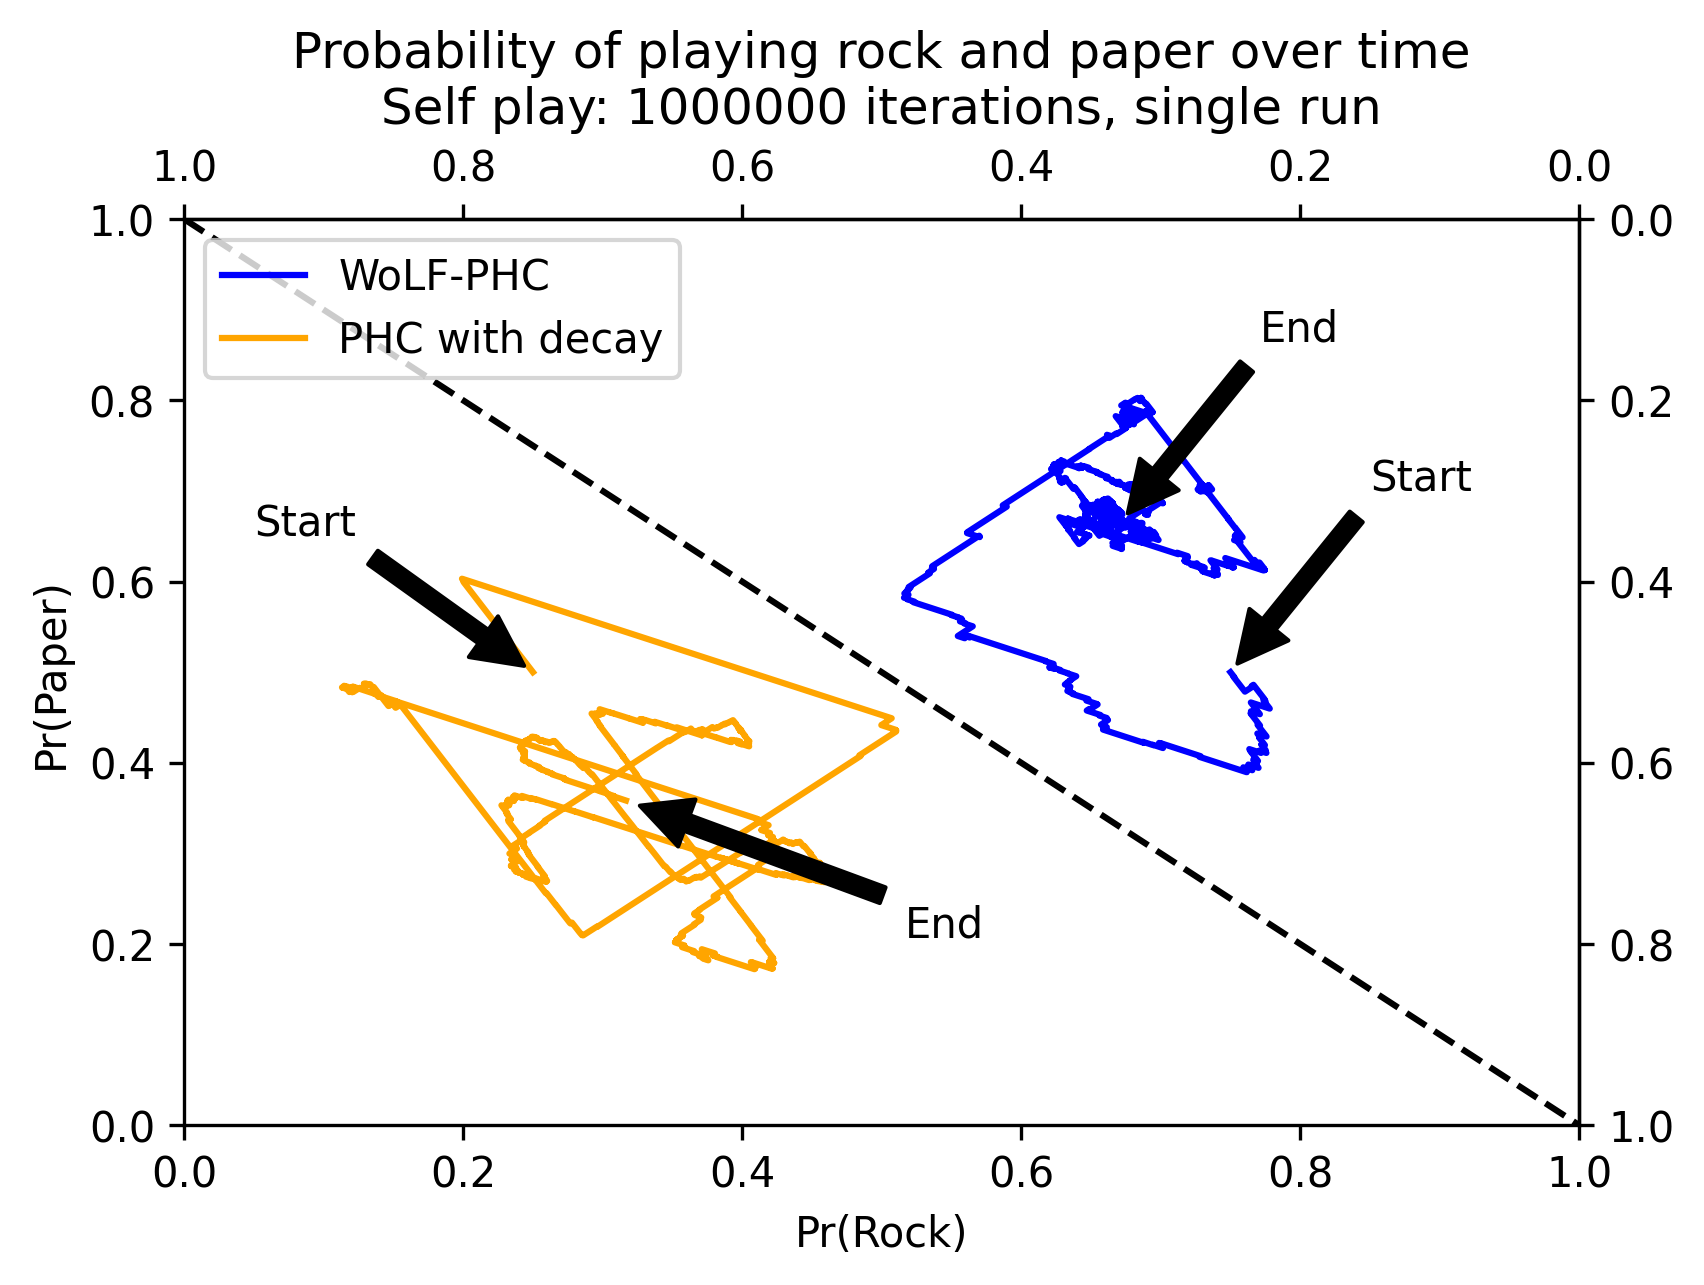 Probability of playing rock and paper over time
Self play: 1000000 iterations, single run
1.0 0.8 0.6 0.4 0.2 0.0
1.0 0.0
WoLF-PHC
PHC with decay
End
0.8 0.2
Start
Start
0.6 0.4
Pr(Paper)
0.4 0.6
End
0.2 0.8
0.0 1.0
0.0 0.2 0.4 0.6 0.8 1.0
Pr(Rock)